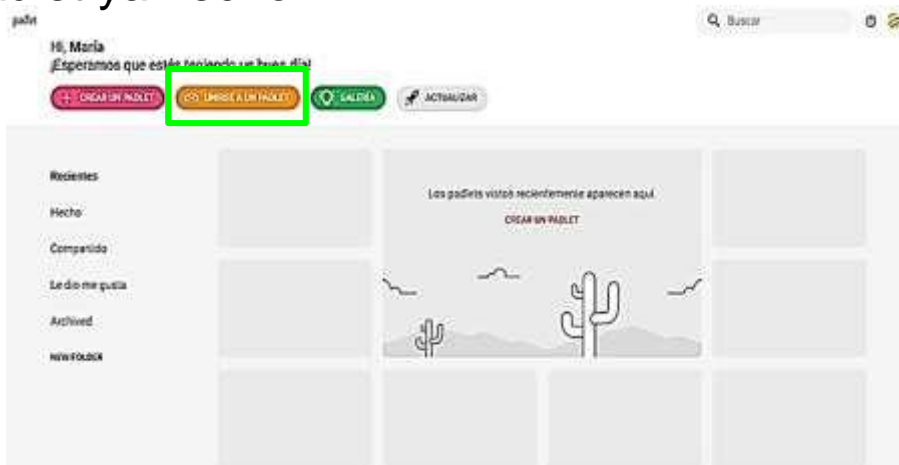 padlet
Buscar
Hi, María
¡Esperamos que estés teniendo un buen día!
CREAR UN PADLET
UNIRSE A UN PADLET
GALERÍA
ACTUALIZAR
Recientes
Hecho
Compartido
Le dio me gusta
Archived
NEW FOLDER
Los padlets vistos recientemente aparecen aquí.
CREAR UN PADLET